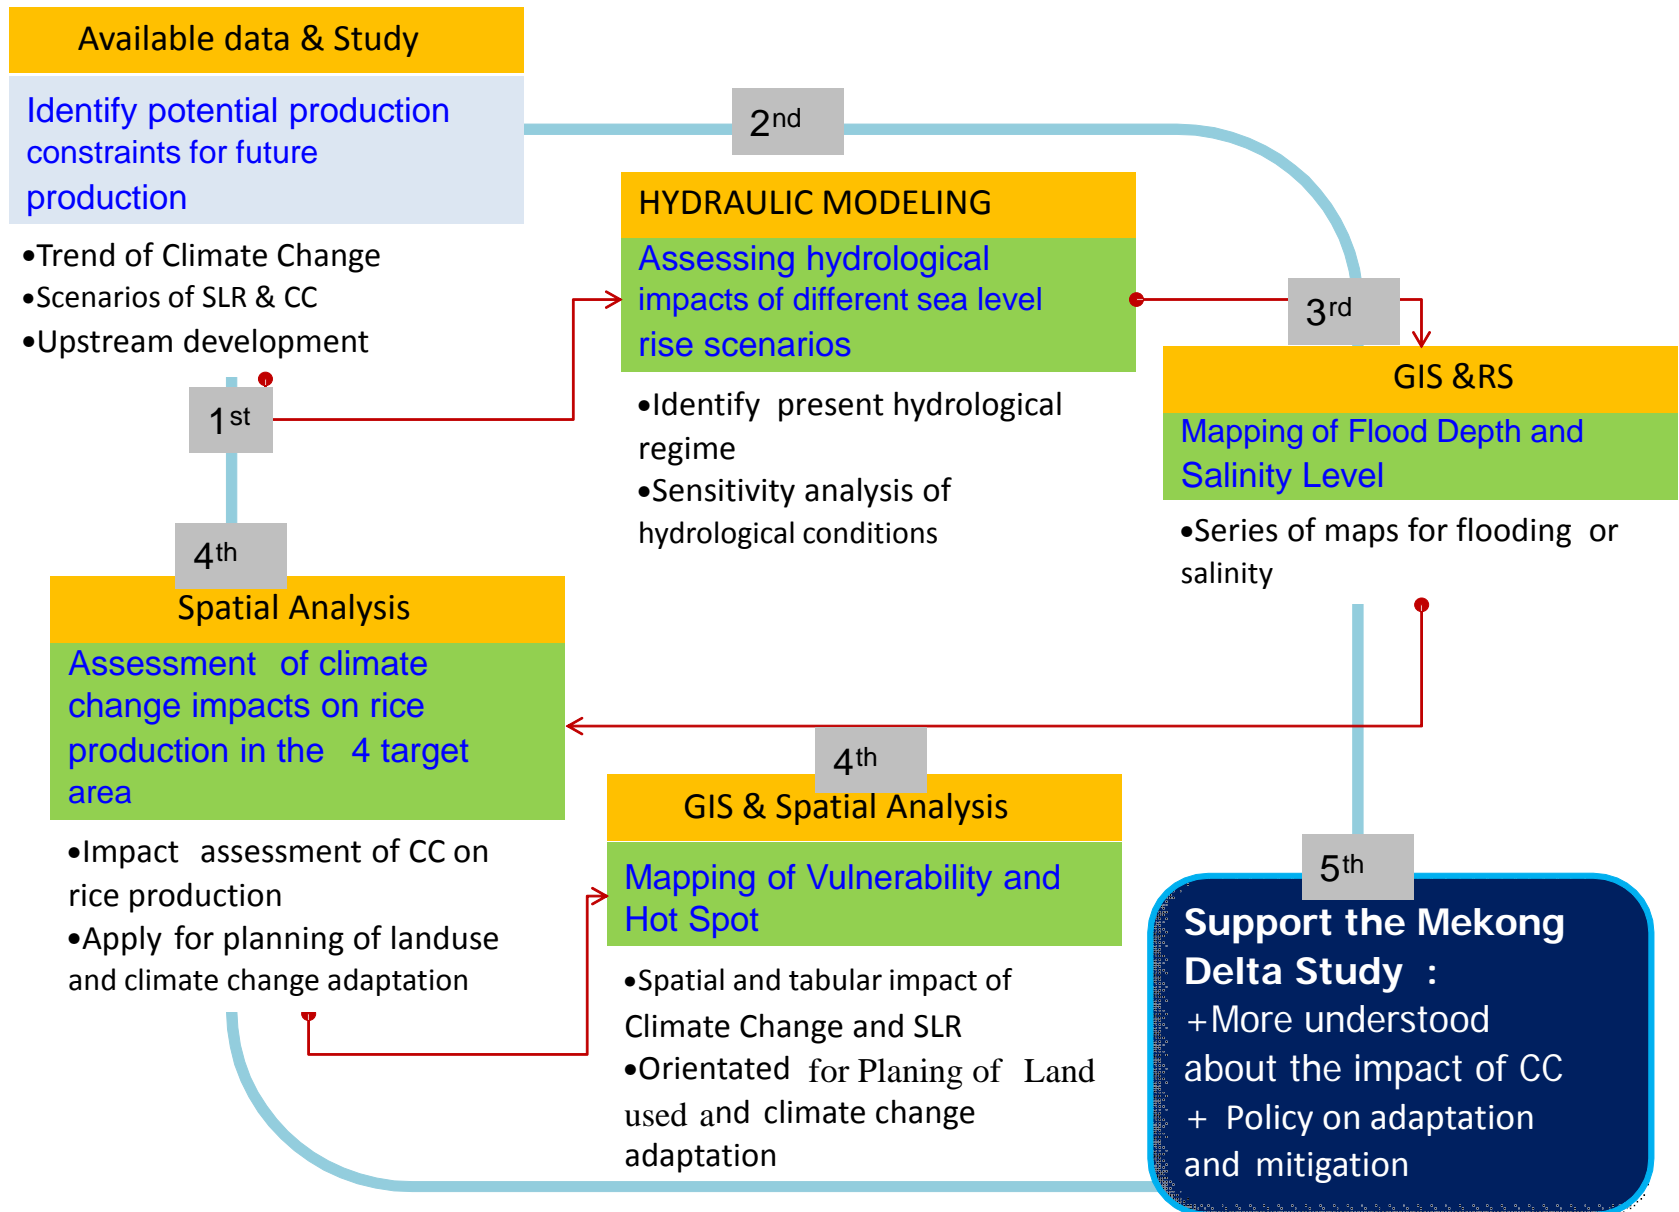 Available data & Study
Identify potential production
constraints for future
production
•Trend of Climate Change
•Scenarios of SLR & CC
•Upstream development
1st
2nd
HYDRAULIC MODELING
Assessing hydrological
impacts of different sea level
rise scenarios
•Identify present hydrological
regime
•Sensitivity analysis of
hydrological conditions
3rd
GIS &RS
Mapping of Flood Depth and
Salinity Level
•Series of maps for flooding or
salinity
4th
Spatial Analysis
Assessment of climate
change impacts on rice
production in the 4 target
area
•Impact assessment of CC on
rice production
•Apply for planning of landuse
and climate change adaptation
4th
GIS & Spatial Analysis
Mapping of Vulnerability and
Hot Spot
•Spatial and tabular impact of
Climate Change and SLR
•Orientated for Planing of Land
used and climate change
adaptation
5th
Support the Mekong
Delta Study :
+More understood
about the impact of CC
+ Policy on adaptation
and mitigation